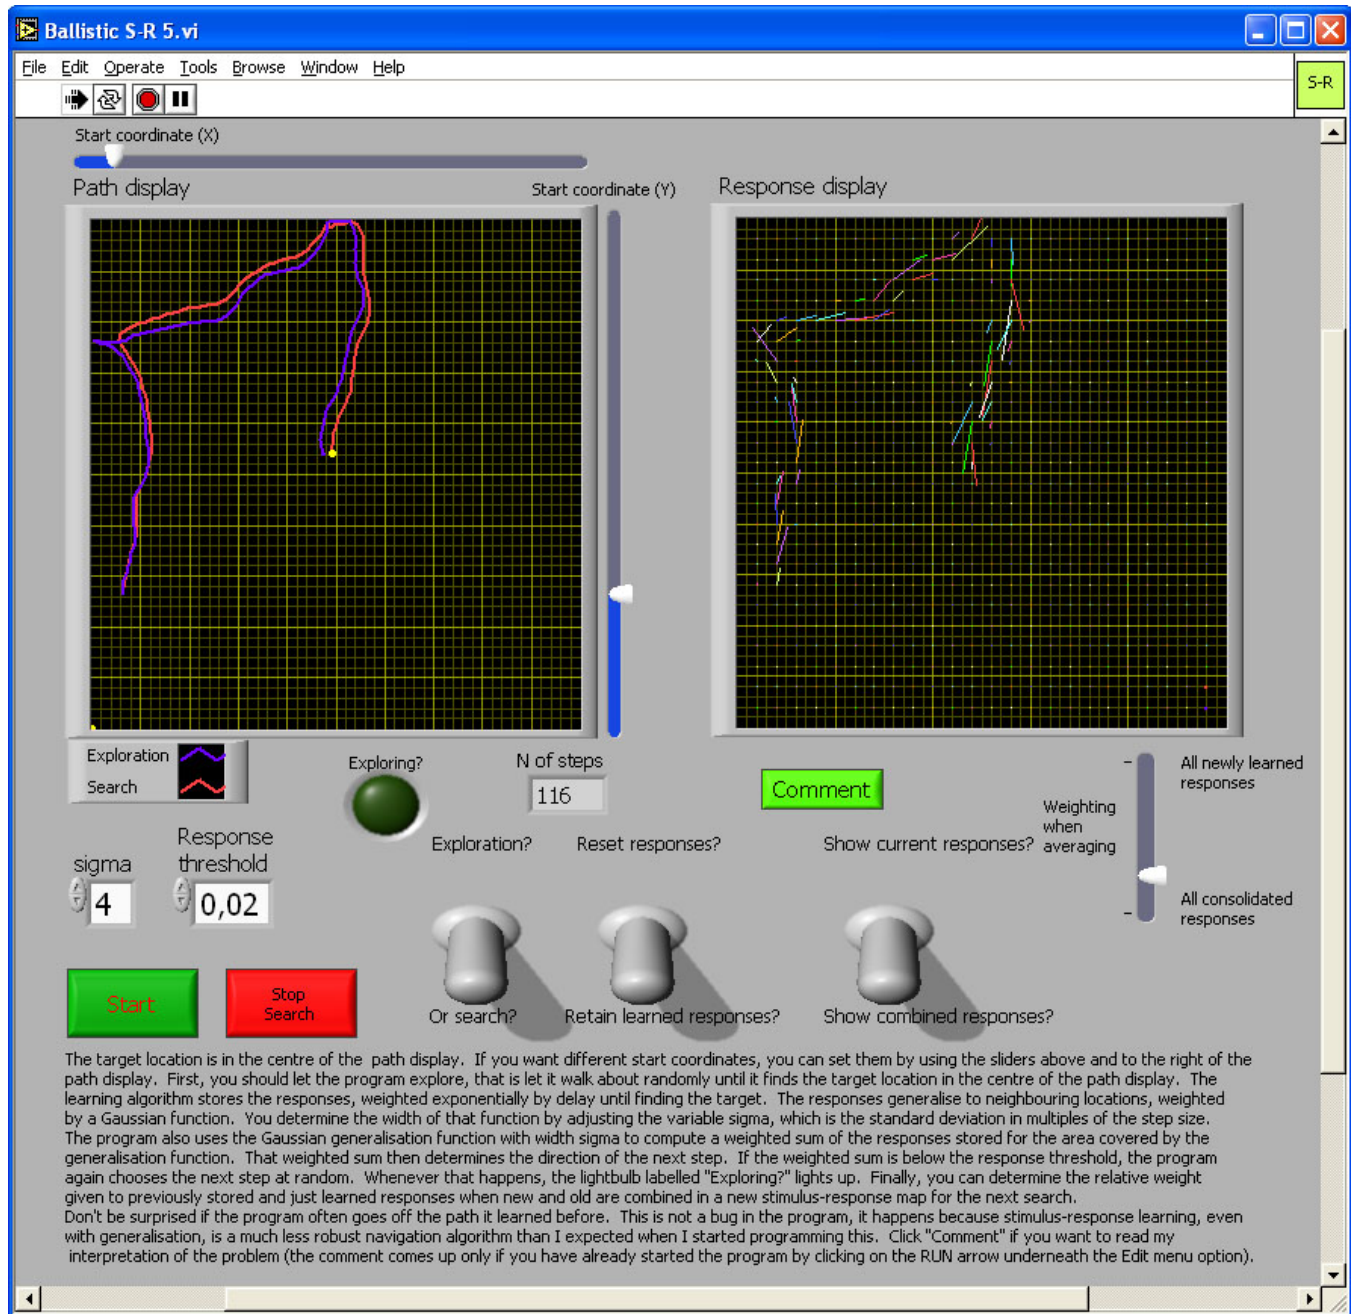 Ballistic S-R 5.vi
File Edit Operate Tools Browse Window Help
S-R
Start coordinate (X)
Path display
Start coordinate (Y)
Response display
Exploration
Search
Exploring?
N of steps
116
Comment
All newly learned
responses
Weighting
when
averaging
All consolidated
responses
Response
threshold
sigma
4
0,02
Exploration?
Reset responses?
Show current responses?
Start
Stop
Search
Or search?
Retain learned responses?
Show combined responses?
The target location is in the centre of the path display. If you want different start coordinates, you can set them by using the sliders above and to the right of the
path display. First, you should let the program explore, that is let it walk about randomly until it finds the target location in the centre of the path display. The
learning algorithm stores the responses, weighted exponentially by delay until finding the target. The responses generalise to neighbouring locations, weighted
by a Gaussian function. You determine the width of that function by adjusting the variable sigma, which is the standard deviation in multiples of the step size.
The program also uses the Gaussian generalisation function with width sigma to compute a weighted sum of the responses stored for the area covered by the
generalisation function. That weighted sum then determines the direction of the next step. If the weighted sum is below the response threshold, the program
again chooses the next step at random. Whenever that happens, the lightbulb labelled "Exploring?" lights up. Finally, you can determine the relative weight
given to previously stored and just learned responses when new and old are combined in a new stimulus-response map for the next search.
Don't be surprised if the program often goes off the path it learned before. This is not a bug in the program, it happens because stimulus-response learning, even
with generalisation, is a much less robust navigation algorithm than I expected when I started programming this. Click "Comment" if you want to read my
interpretation of the problem (the comment comes up only if you have already started the program by clicking on the RUN arrow underneath the Edit menu option).